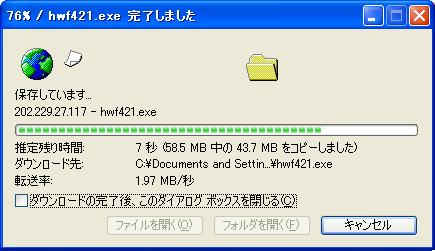 76% / hwf421.exe 完了しました
保存しています...
202.229.27.117 - hwf421.exe
推定残り時間: 7 秒 (58.5 MB 中の 43.7 MB をコピーしました)
ダウンロード先: C:¥Documents and Settin...¥hwf421.exe
転送率: 1.97 MB/秒
ダウンロードの完了後、このダイアログ ボックスを閉じる(C)
ファイルを開く(O) フォルダを開く(F) キャンセル